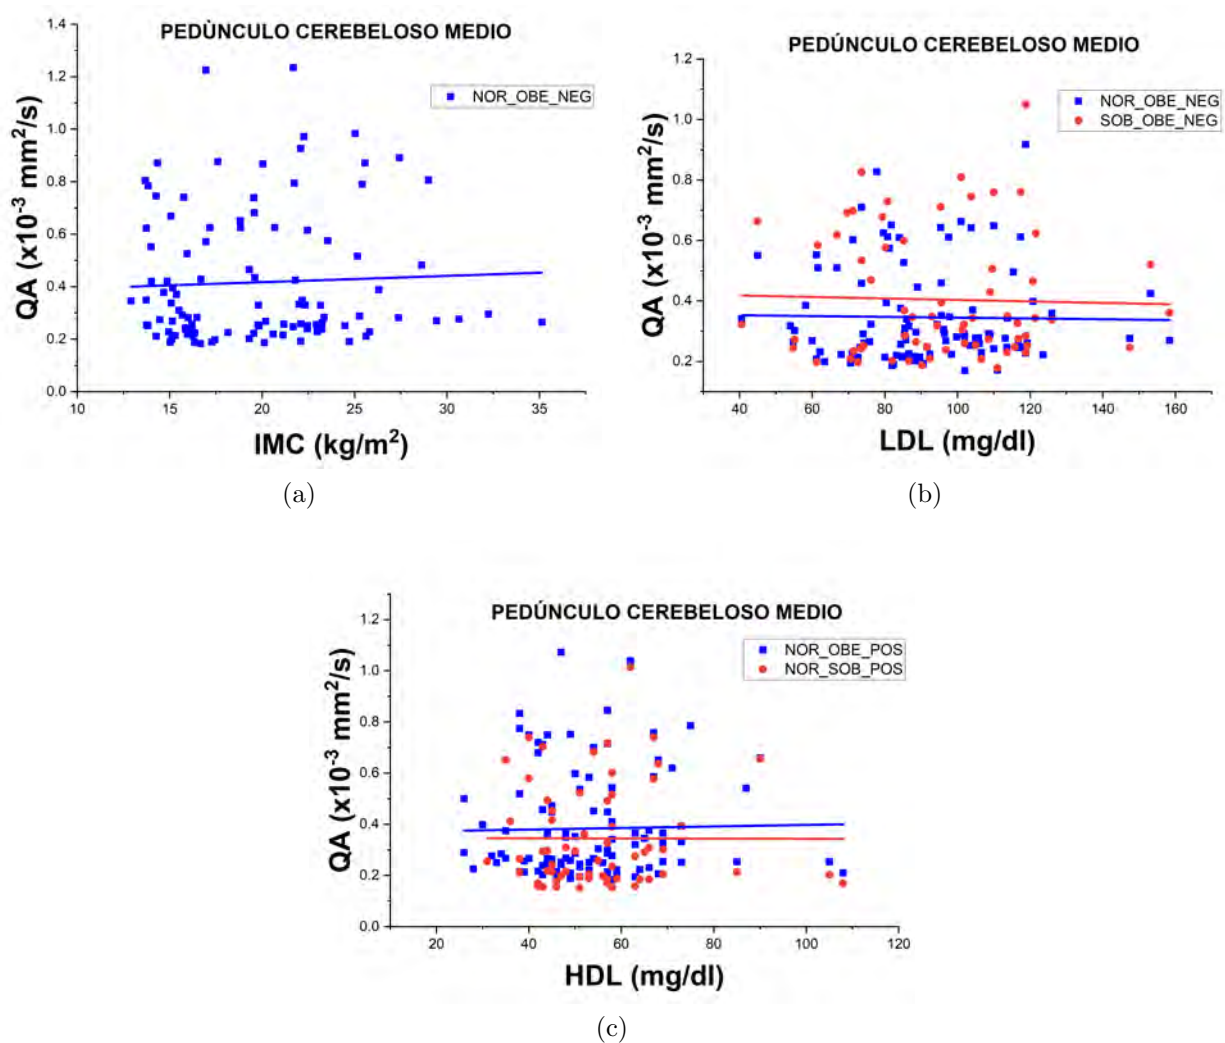 PEDÙNCULO CEREBELOSO MEDIO
NOR_OBE_NEG
QA (x10⁻³ mm²/s)
1.4
1.2
1.0
0.8
0.6
0.4
0.2
0.0
10 15 20 25 30 35
IMC (kg/m²)
(a)
PEDÚNCULO CEREBELOSO MEDIO
NOR_OBE_NEG
SOB_OBE_NEG
QA (x10⁻³ mm²/s)
1.2
1.0
0.8
0.6
0.4
0.2
40 60 80 100 120 140 160
LDL (mg/dl)
(b)
PEDÚNCULO CEREBELOSO MEDIO
NOR_OBE_POS
NOR_SOB_POS
QA (x10⁻³ mm²/s)
1.2
1.0
0.8
0.6
0.4
0.2
0.0
20 40 60 80 100 120
HDL (mg/dl)
(c)